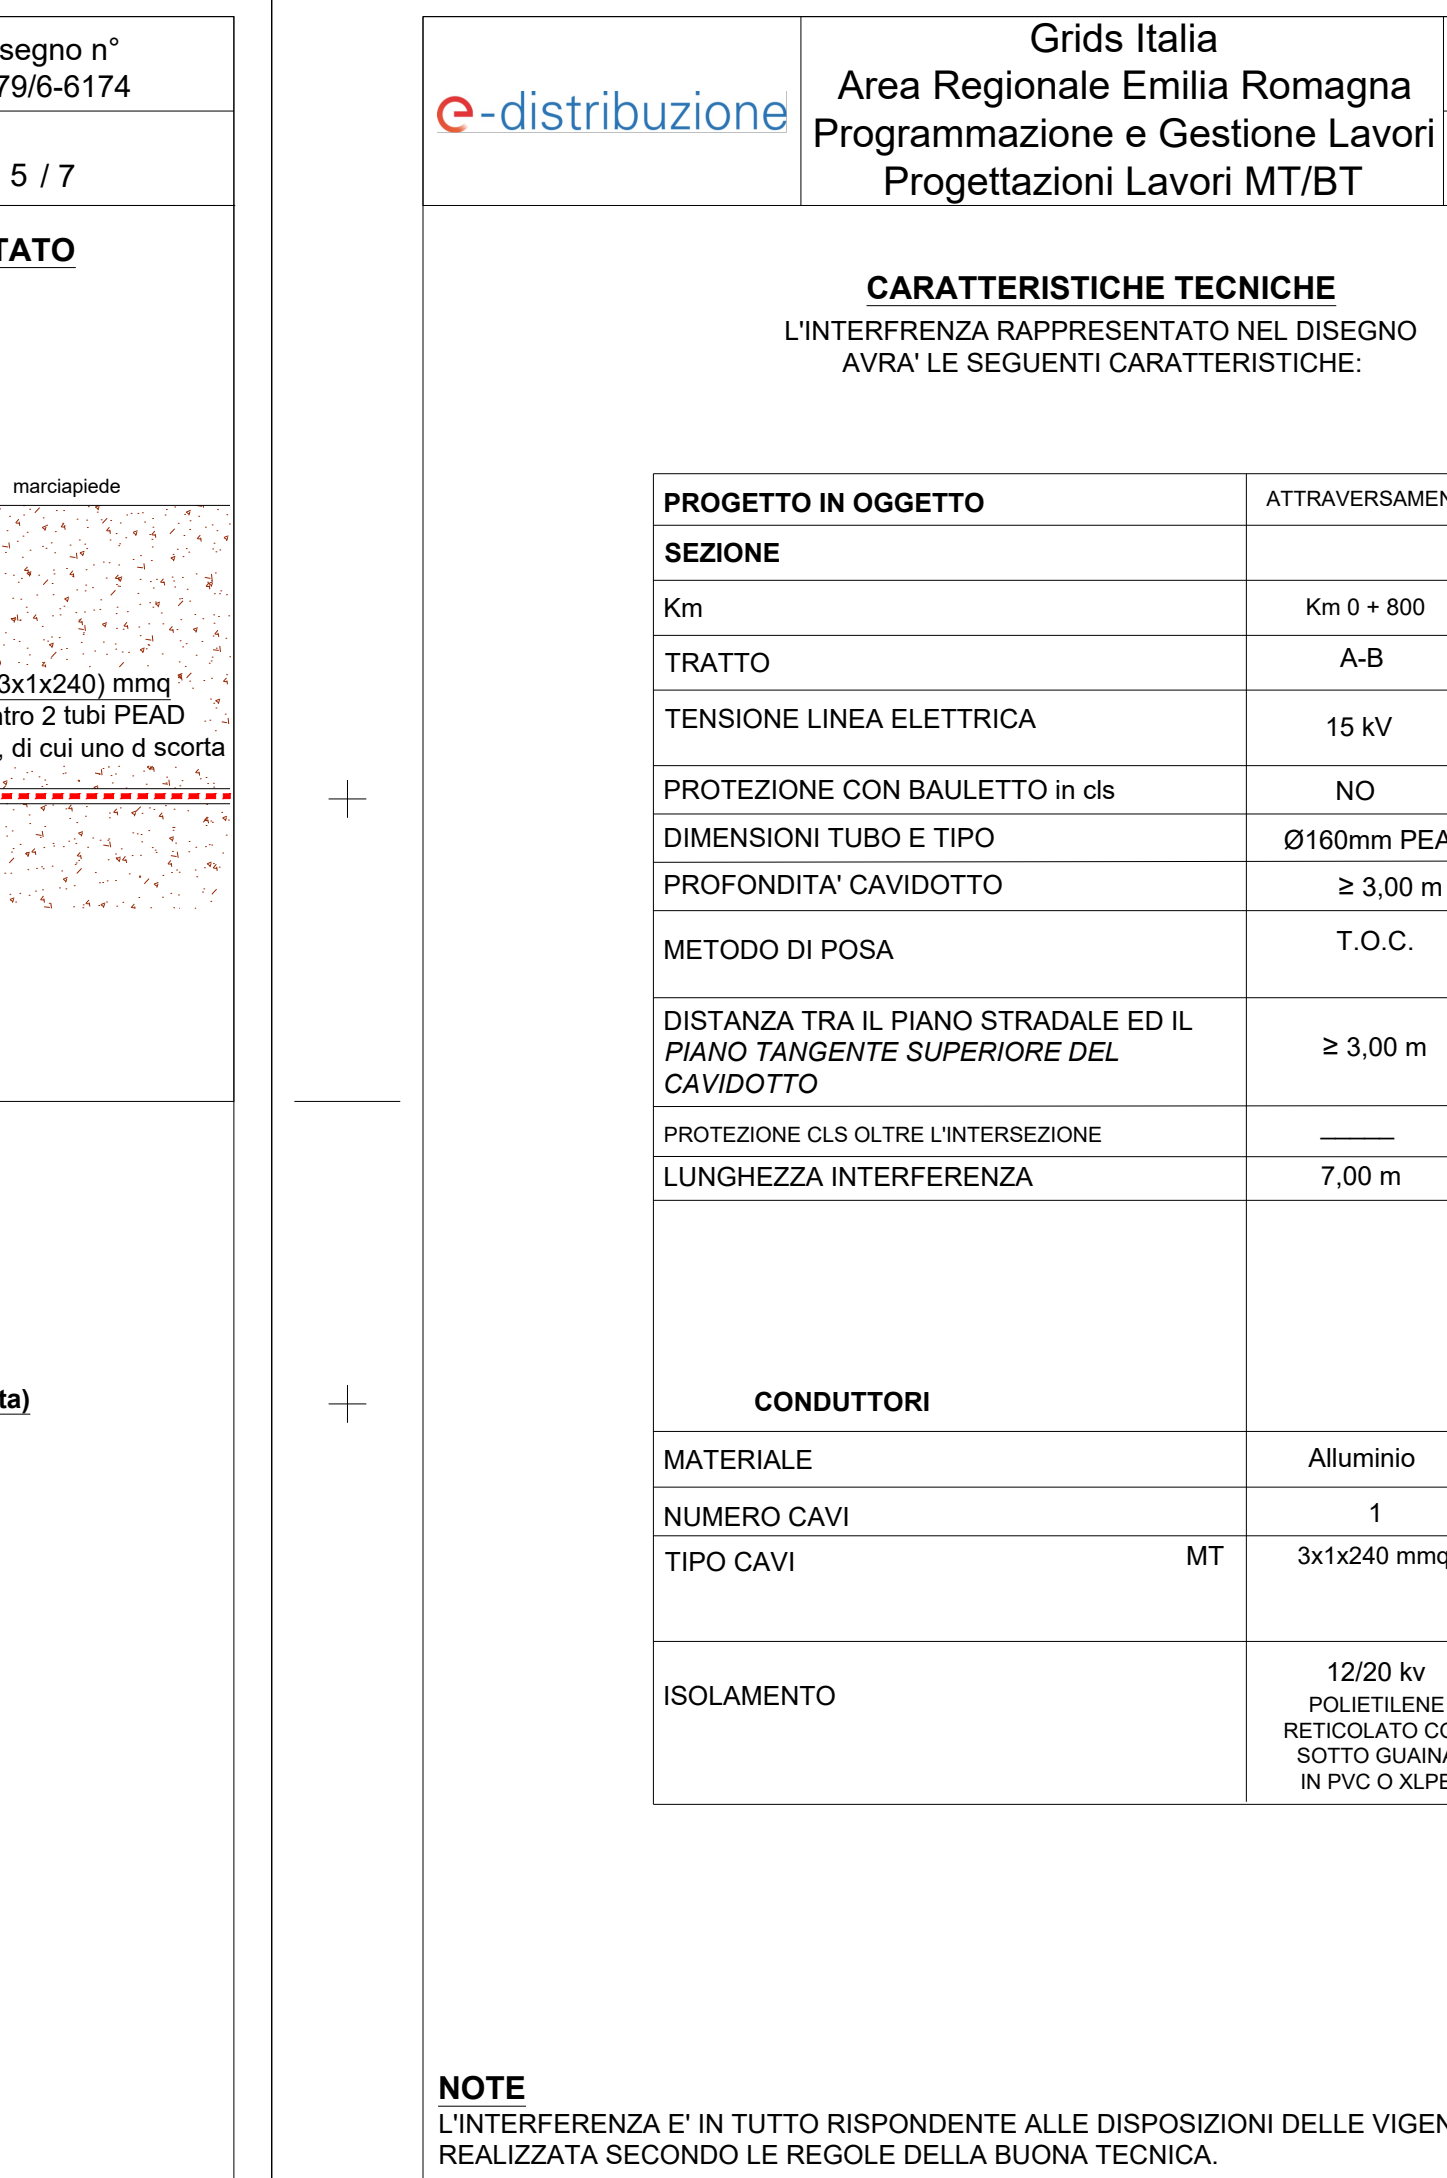 segno n°
79/6-6174
5 / 7
TATO
marciapiede
3x1x240) mmq
ntro 2 tubi PEAD
, di cui uno d scorta
ta)
e-distribuzione
Grids Italia
Area Regionale Emilia Romagna
Programmazione e Gestione Lavori
Progettazioni Lavori MT/BT
CARATTERISTICHE TECNICHE
L'INTERFRENZA RAPPRESENTATO NEL DISEGNO
AVRA' LE SEGUENTI CARATTERISTICHE:
PROGETTO IN OGGETTO ATTRAVERSAMEN
SEZIONE
Km Km 0 + 800
TRATTO A-B
TENSIONE LINEA ELETTRICA 15 kV
PROTEZIONE CON BAULETTO in cls NO
DIMENSIONI TUBO E TIPO Ø160mm PEA
PROFONDITA' CAVIDOTTO ≥ 3,00 m
METODO DI POSA T.O.C.
DISTANZA TRA IL PIANO STRADALE ED IL
PIANO TANGENTE SUPERIORE DEL ≥ 3,00 m
CAVIDOTTO
PROTEZIONE CLS OLTRE L'INTERSEZIONE _____
LUNGHEZZA INTERFERENZA 7,00 m
CONDUTTORI
MATERIALE Alluminio
NUMERO CAVI 1
TIPO CAVI MT 3x1x240 mmq
ISOLAMENTO 12/20 kv
POLIETILENE
RETICOLATO CO
SOTTO GUAINA
IN PVC O XLPE
NOTE
L'INTERFERENZA E' IN TUTTO RISPONDENTE ALLE DISPOSIZIONI DELLE VIGEN
REALIZZATA SECONDO LE REGOLE DELLA BUONA TECNICA.